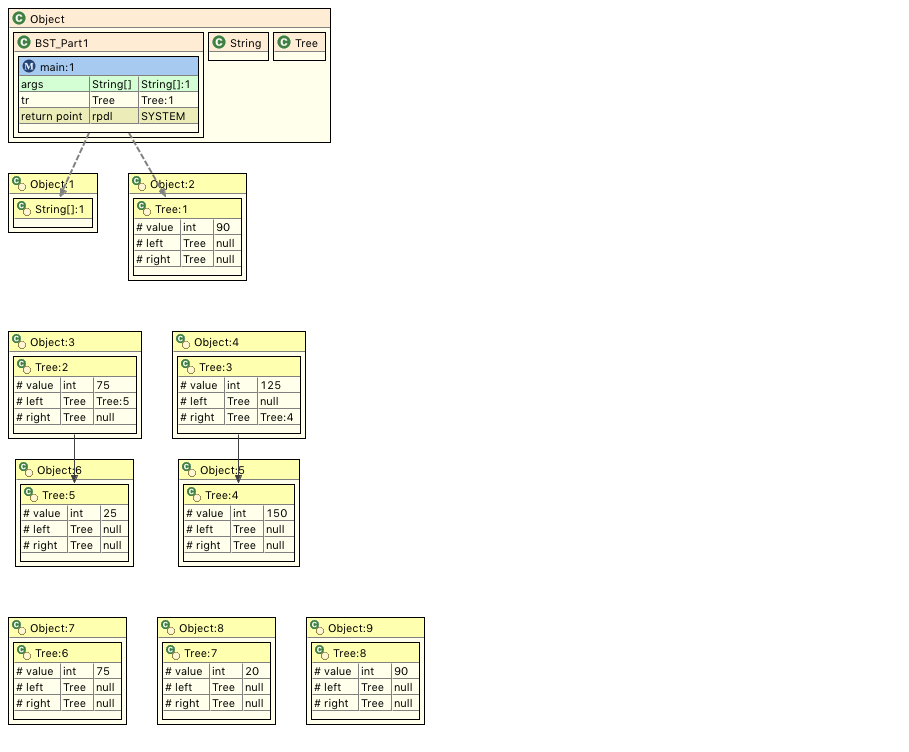 Object
BST_Part1 String Tree
main:1
args String[] String[]:1
tr Tree Tree:1
return point rpdl SYSTEM
Object:1 Object:2
String[]:1 Tree:1
# value int 90
# left Tree null
# right Tree null
Object:3 Object:4
Tree:2 Tree:3
# value int 75 # value int 125
# left Tree Tree:5 # left Tree null
# right Tree null # right Tree Tree:4
Object:6 Object:5
Tree:5 Tree:4
# value int 25 # value int 150
# left Tree null # left Tree null
# right Tree null # right Tree null
Object:7 Object:8 Object:9
Tree:6 Tree:7 Tree:8
# value int 75 # value int 20 # value int 90
# left Tree null # left Tree null # left Tree null
# right Tree null # right Tree null # right Tree null